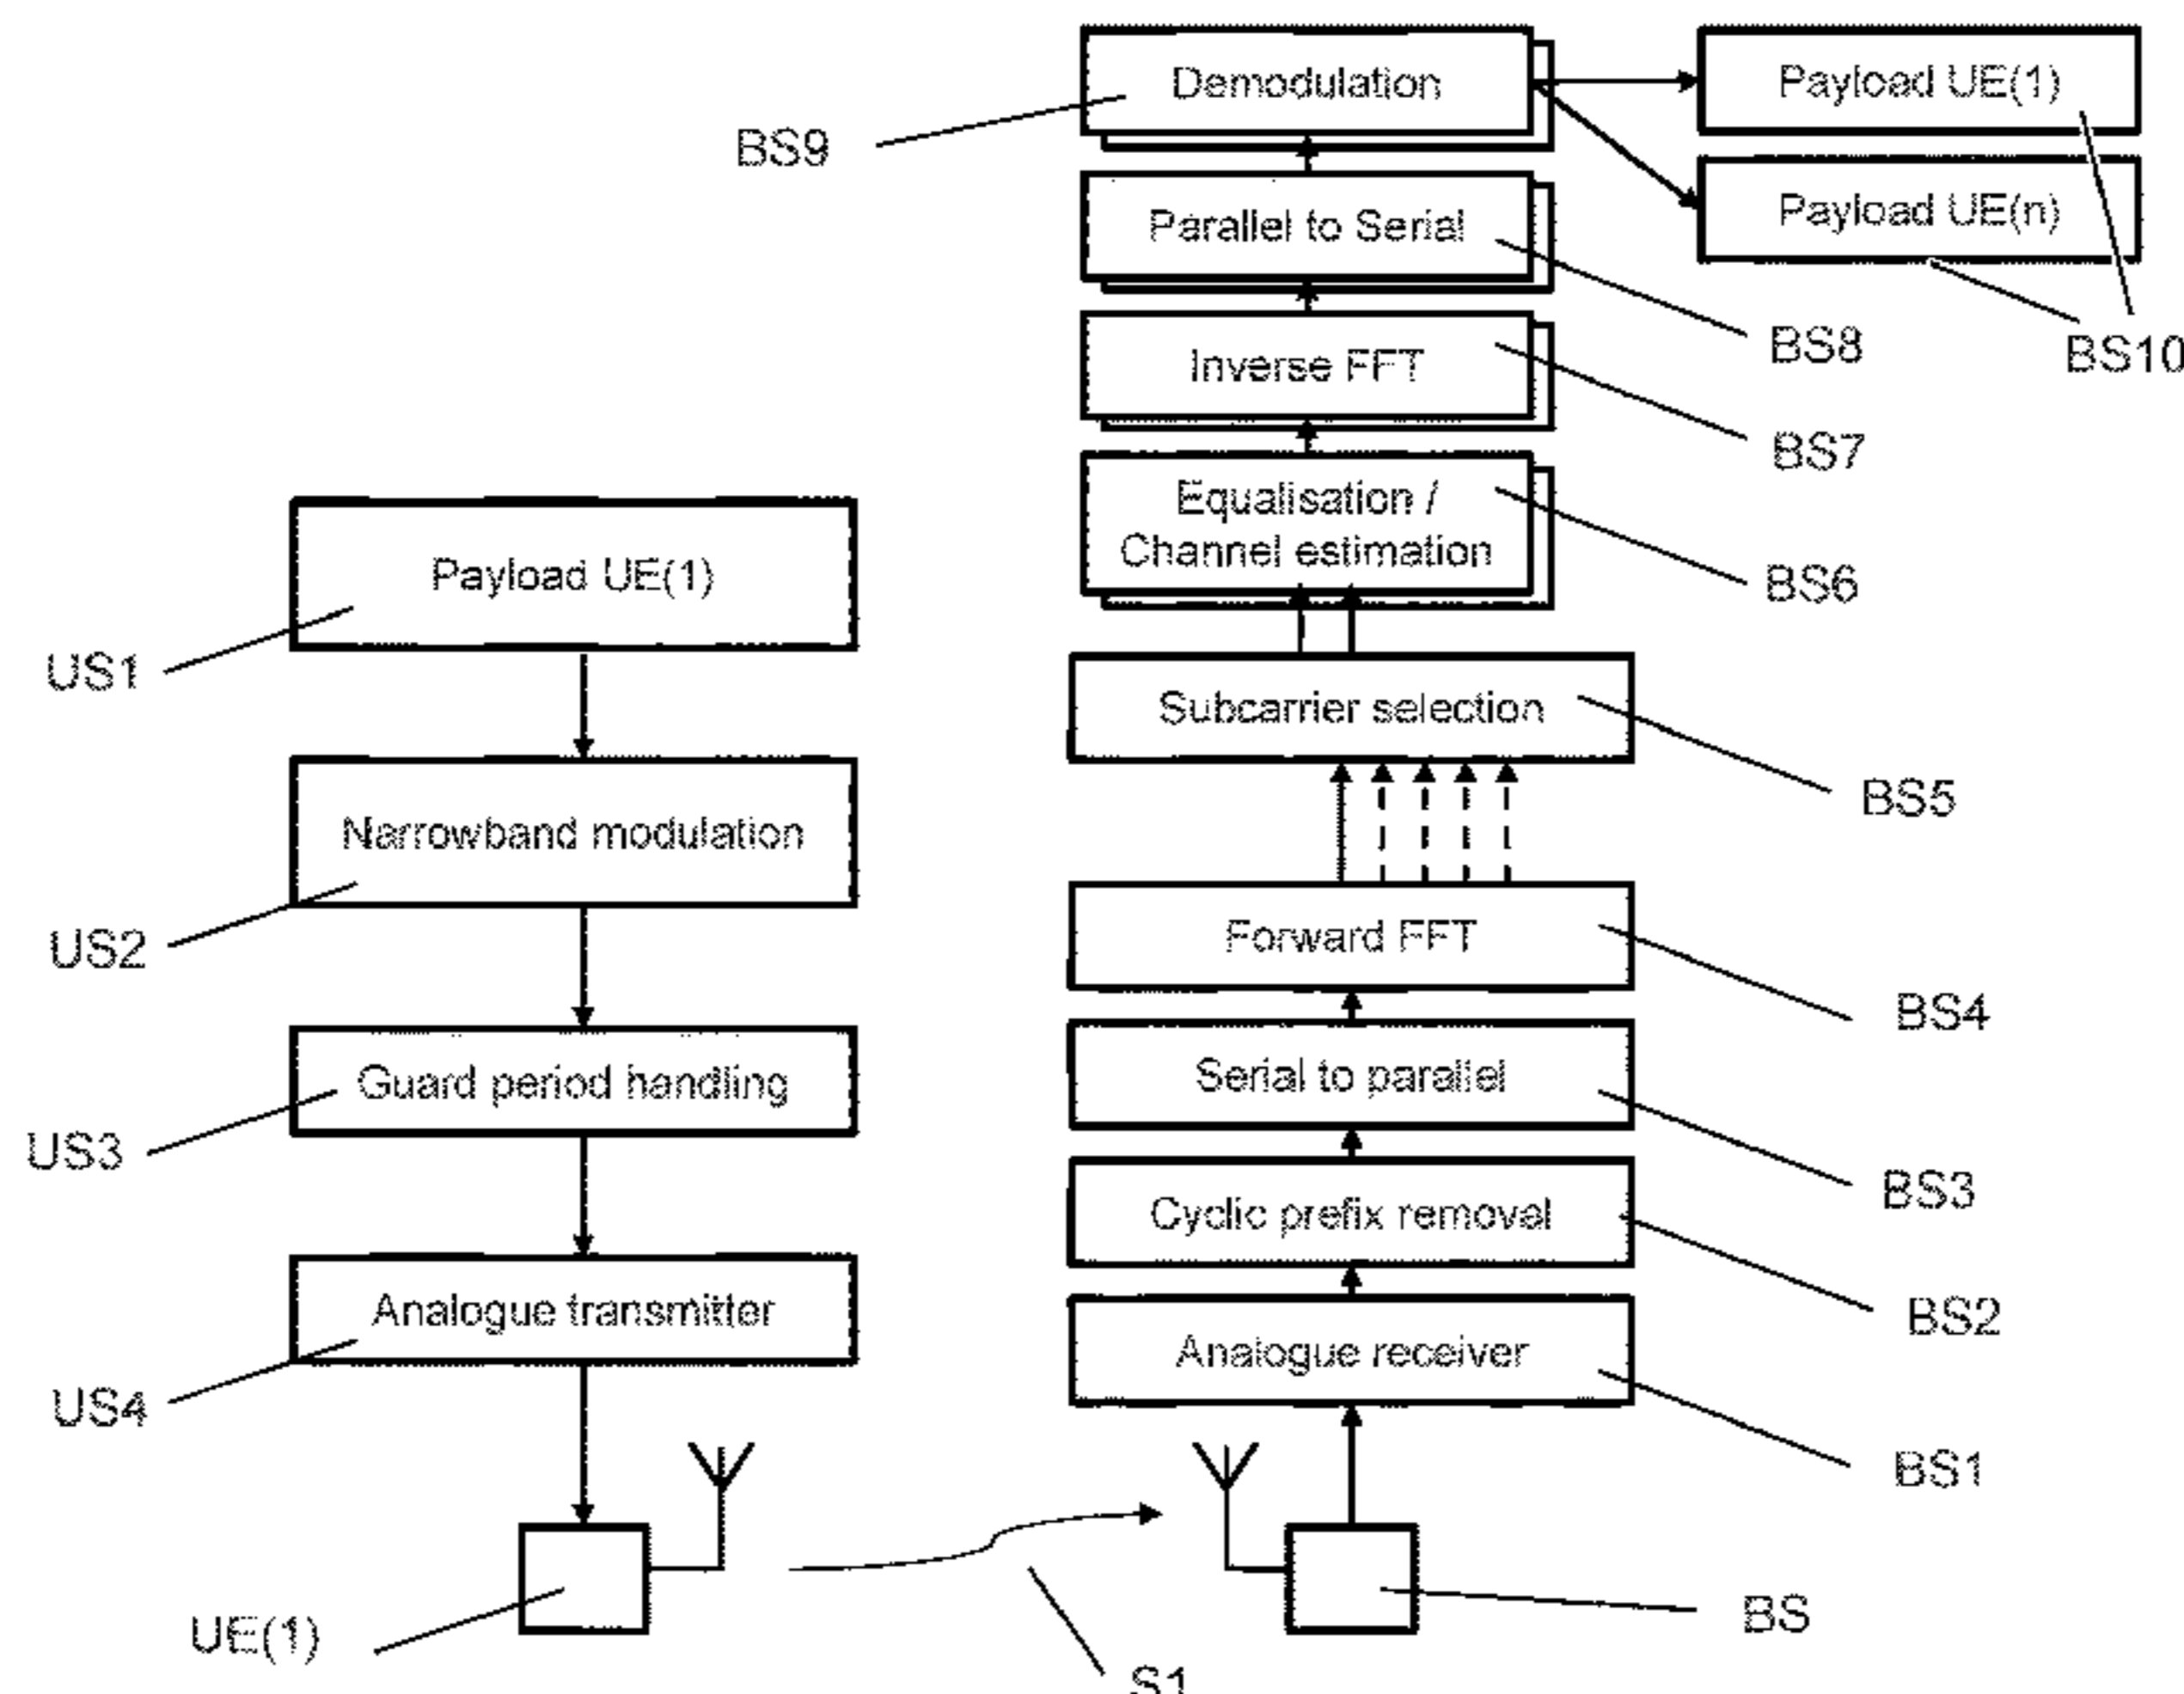 Demodulation
Payload UE(1)
BS9
Payload UE(n)
Parallel to Serial
BS8
BS10
Inverse FFT
BS7
Equalisation /
Channel estimation
BS6
Payload UE(1)
US1
Subcarrier selection
BS5
Narrowband modulation
US2
Forward FFT
BS4
Guard period handling
US3
Serial to parallel
BS3
Cyclic prefix removal
BS2
Analogue transmitter
US4
Analogue receiver
BS1
UE(1)
BS
S1